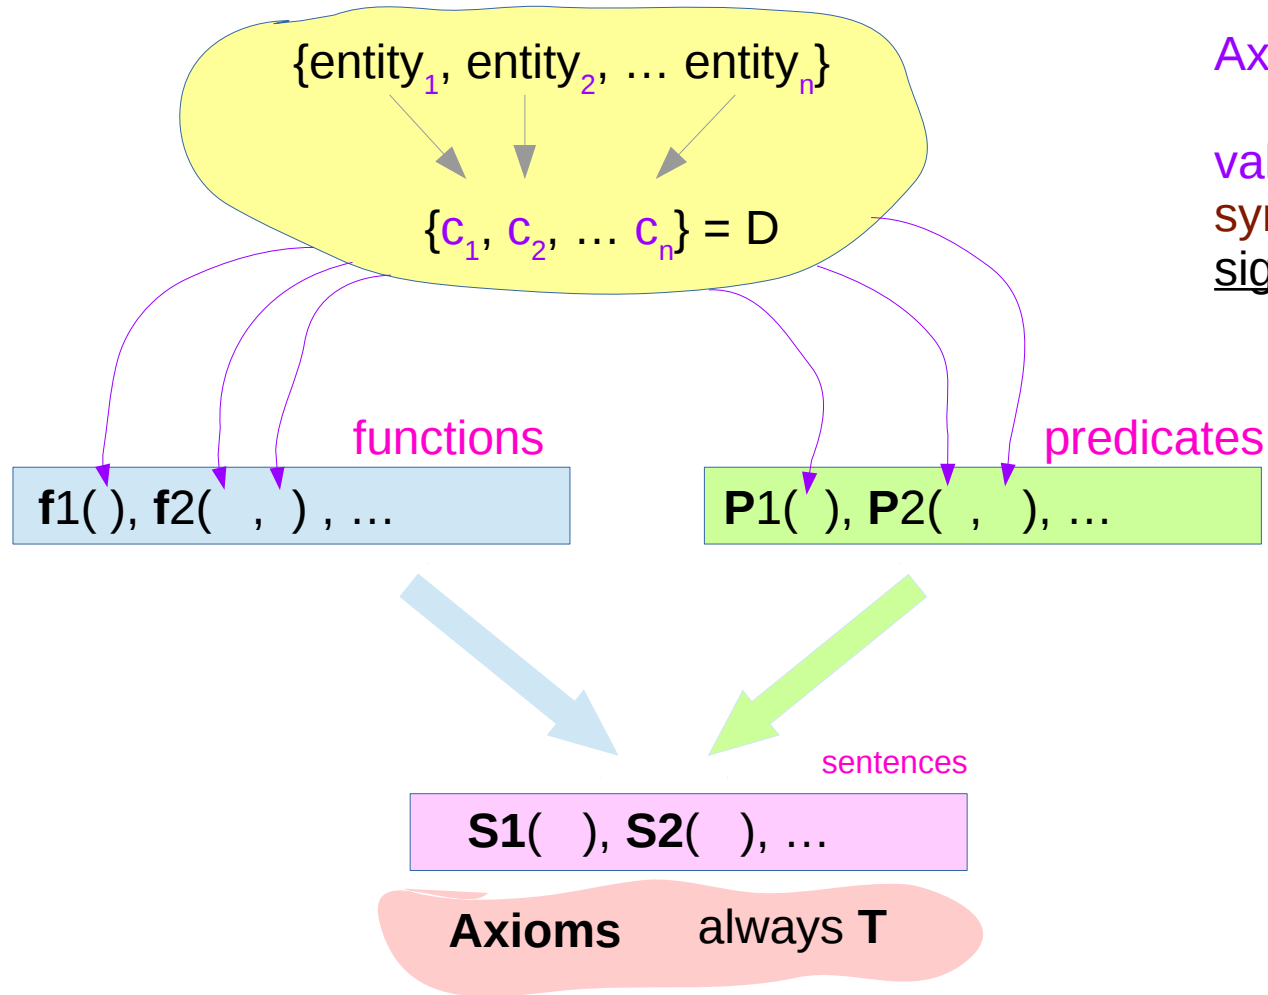 {entity1, entity2, … entityn}
{c1, c2, … cn} = D
functions
predicates
f1( ), f2( , ) , …
P1( ), P2( , ), …
sentences
S1( ), S2( ), …
Axioms always T